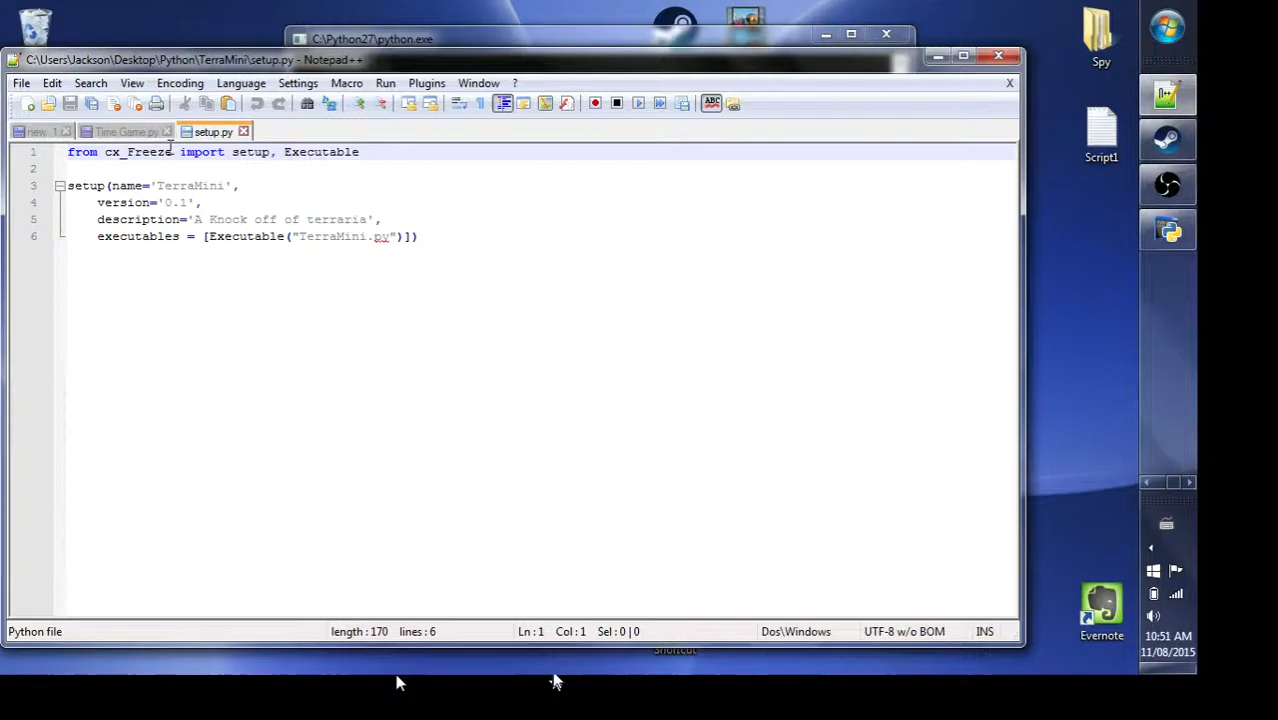 C:\Python27\python.exe
C:\Users\Jackson\Desktop\Python\TerraMini\setup.py - Notepad++
File Edit Search View Encoding Language Settings Macro Run Plugins Window ? X
new 1 Time Game.py setup.py
1 from cx_Freeze import setup, Executable
2
3 setup(name='TerraMini',
4 version='0.1',
5 description='A Knock off of terraria',
6 executables = [Executable("TerraMini.py")])
Python file length : 170 lines : 6 Ln : 1 Col : 1 Sel : 0 | 0 Dos\Windows UTF-8 w/o BOM INS
Shortcut
Spy
Script1
Evernote
10:51 AM
11/08/2015